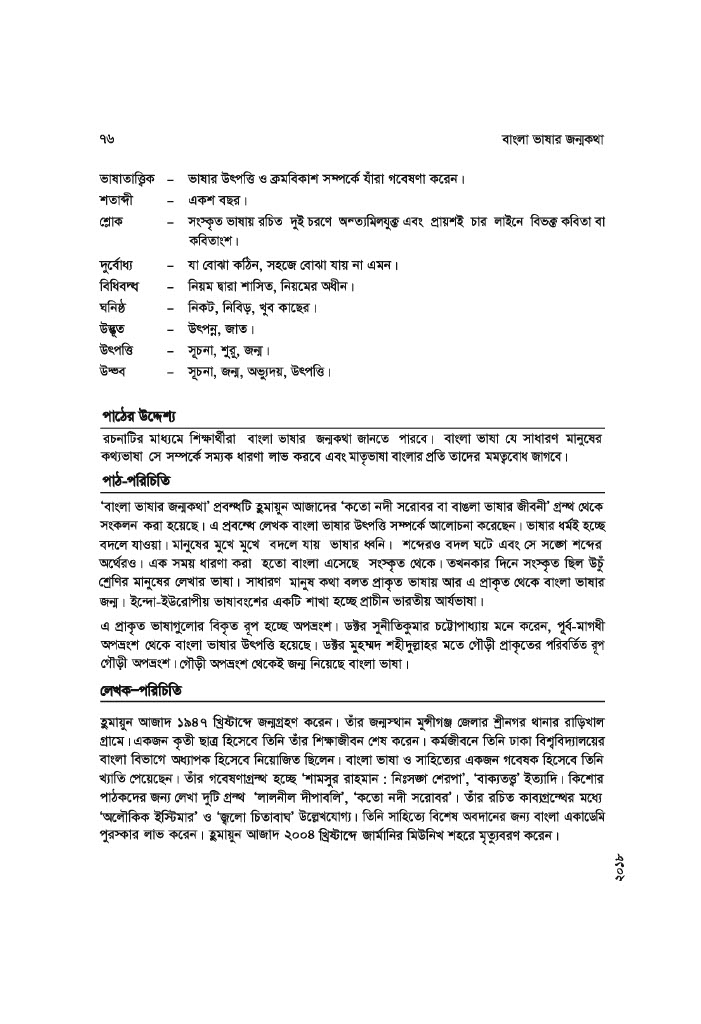 ৭৬ বাংলা ভাষার জন্মকথা
ভাষাতাত্ত্বিক – ভাষার উৎপত্তি ও ক্রমবিকাশ সম্পর্কে যাঁরা গবেষণা করেন।
শতাব্দী – একশ বছর।
শ্লোক – সংস্কৃত ভাষায় রচিত দুই চরণে অন্ত্যমিলযুক্ত এবং প্রায়শই চার লাইনে বিভক্ত কবিতা বা
কবিতাংশ।
দুর্বোধ্য – যা বোঝা কঠিন, সহজে বোঝা যায় না এমন।
বিধিবদ্ধ – নিয়ম দ্বারা শাসিত, নিয়মের অধীন।
ঘনিষ্ঠ – নিকট, নিবিড়, খুব কাছের।
উদ্ভূত – উৎপন্ন, জাত।
উৎপত্তি – সূচনা, শুরু, জন্ম।
উদ্ভব – সূচনা, জন্ম, অভ্যুদয়, উৎপত্তি।
পাঠের উদ্দেশ্য
রচনাটির মাধ্যমে শিক্ষার্থীরা বাংলা ভাষার জন্মকথা জানতে পারবে। বাংলা ভাষা যে সাধারণ মানুষের
কথ্যভাষা সে সম্পর্কে সম্যক ধারণা লাভ করবে এবং মাতৃভাষা বাংলার প্রতি তাদের মমত্ববোধ জাগবে।
পাঠ-পরিচিতি
‘বাংলা ভাষার জন্মকথা’ প্রবন্ধটি হুমায়ুন আজাদের ‘কতো নদী সরোবর বা বাঙলা ভাষার জীবনী’ গ্রন্থ থেকে
সংকলন করা হয়েছে। এ প্রবন্ধে লেখক বাংলা ভাষার উৎপত্তি সম্পর্কে আলোচনা করেছেন। ভাষার ধর্মই হচ্ছে
বদলে যাওয়া। মানুষের মুখে মুখে বদলে যায় ভাষার ধ্বনি। শব্দেরও বদল ঘটে এবং সে সঙ্গে শব্দের
অর্থেরও। এক সময় ধারণা করা হতো বাংলা এসেছে সংস্কৃত থেকে। তখনকার দিনে সংস্কৃত ছিল উচুঁ
শ্রেণির মানুষের লেখার ভাষা। সাধারণ মানুষ কথা বলত প্রাকৃত ভাষায় আর এ প্রাকৃত থেকে বাংলা ভাষার
জন্ম। ইন্দো-ইউরোপীয় ভাষাবংশের একটি শাখা হচ্ছে প্রাচীন ভারতীয় আর্যভাষা।
এ প্রাকৃত ভাষাগুলোর বিকৃত রূপ হচ্ছে অপভ্রংশ। ডক্টর সুনীতিকুমার চট্টোপাধ্যায় মনে করেন, পূর্ব-মাগধী
অপভ্রংশ থেকে বাংলা ভাষার উৎপত্তি হয়েছে। ডক্টর মুহম্মদ শহীদুল্লাহর মতে গৌড়ী প্রাকৃতের পরিবর্তিত রূপ
গৌড়ী অপভ্রংশ। গৌড়ী অপভ্রংশ থেকেই জন্ম নিয়েছে বাংলা ভাষা।
লেখক–পরিচিতি
হুমায়ুন আজাদ ১৯৪৭ খ্রিষ্টাব্দে জন্মগ্রহণ করেন। তাঁর জন্মস্থান মুন্সীগঞ্জ জেলার শ্রীনগর থানার রাড়িখাল
গ্রামে। একজন কৃতী ছাত্র হিসেবে তিনি তাঁর শিক্ষাজীবন শেষ করেন। কর্মজীবনে তিনি ঢাকা বিশ্ববিদ্যালয়ের
বাংলা বিভাগে অধ্যাপক হিসেবে নিয়োজিত ছিলেন। বাংলা ভাষা ও সাহিত্যের একজন গবেষক হিসেবে তিনি
খ্যাতি পেয়েছেন। তাঁর গবেষণাগ্রন্থ হচ্ছে ‘শামসুর রাহমান : নিঃসঙ্গ শেরপা’, ‘বাক্যতত্ত্ব’ ইত্যাদি। কিশোর
পাঠকদের জন্য লেখা দুটি গ্রন্থ ‘লালনীল দীপাবলি’, ‘কতো নদী সরোবর’। তাঁর রচিত কাব্যগ্রন্থের মধ্যে
‘অলৌকিক ইস্টিমার’ ও ‘জ্বলো চিতাবাঘ’ উল্লেখযোগ্য। তিনি সাহিত্যে বিশেষ অবদানের জন্য বাংলা একাডেমি
পুরস্কার লাভ করেন। হুমায়ুন আজাদ ২০০৪ খ্রিষ্টাব্দে জার্মানির মিউনিখ শহরে মৃত্যুবরণ করেন।
২০১৮